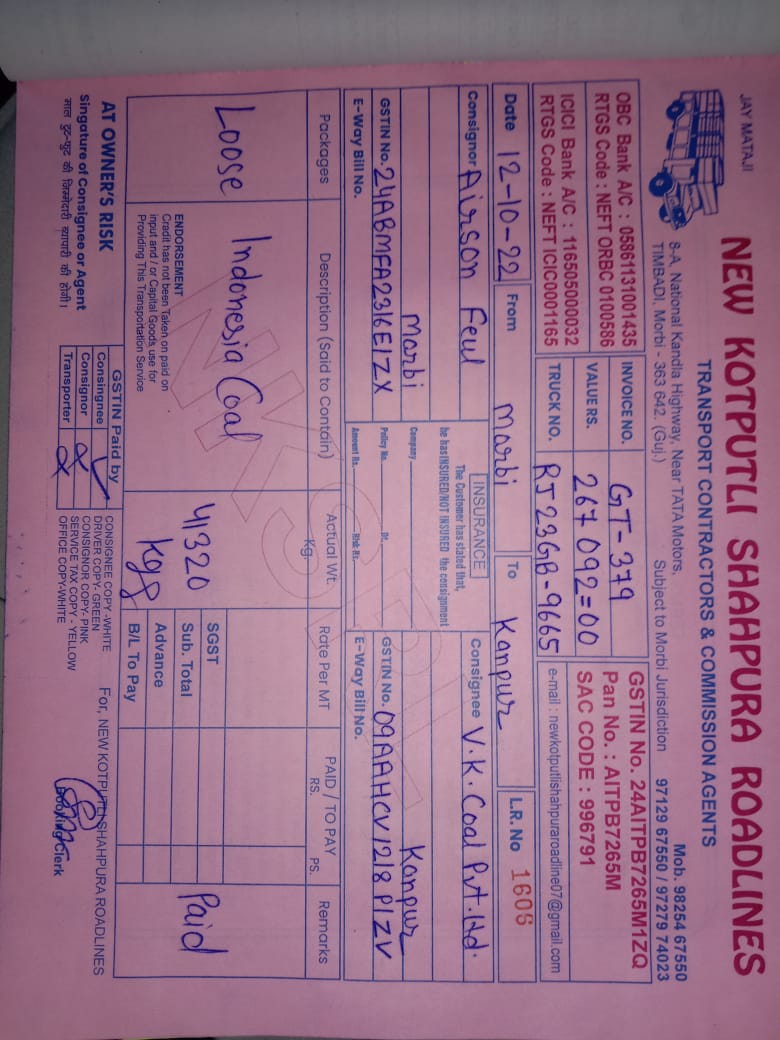 JAY MATAJI
NEW KOTPUTLI SHAHPURA ROADLINES
TRANSPORT CONTRACTORS & COMMISSION AGENTS
8-A, National Kandla Highway, Near TATA Motors, Mob. 98254 67550
TIMBADI, Morbi - 363 642. (Guj.) Subject to Morbi Jurisdiction 97129 67550 / 97279 74023
OBC Bank A/C : 05861131001435
RTGS Code : NEFT ORBC 0100586
ICICI Bank A/C : 116505000032
RTGS Code : NEFT ICIC0001165
INVOICE NO. GT-379
VALUE RS. 267092=00
TRUCK NO. RJ23GB-9665
GSTIN No. 24AITPB7265M1ZQ
Pan No. : AITPB7265M
SAC CODE : 996791
e-mail : newkotputlishahpuraroadline07@gmail.com
Date 12-10-22 From Morbi To Kanpur L.R. No 1606
Consignor Airson Feul
Morbi
GSTIN No. 24ABMFA2316E1ZX
E-Way Bill No.
INSURANCE
The Customer has stated that,
he has INSURED/NOT INSURED the consignment
Company
Policy No. Dt.
Amount Rs. Risk Rs.
Consignee V.K. Coal Pvt. Ltd.
Kanpur
GSTIN No. 09AAHCV1218P1ZV
E-Way Bill No.
Packages Description (Said to Contain) Actual Wt. Kg. Rate Per MT PAID / TO PAY RS. PS. Remarks
Loose Indonesia Coal 41320 Kgs Paid
ENDORSEMENT
Cradit has not been Taken on paid on
input and / or Capital Goods use for
Providing This Transportation Service
SGST
Sub. Total
Advance
B/L To Pay
AT OWNER'S RISK
Singature of Consignee or Agent
माल टूट-फूट की जिम्मेदारी व्यापारी की होगी।
GSTIN Paid by
Consingnee ✓
Consignor
Transporter
CONSIGNEE COPY -WHITE
DRIVER COPY- GREEN
CONSIGNOR COPY- PINK
SERVICE TAX COPY - YELLOW
OFFICE COPY-WHITE
For, NEW KOTPUTLI SHAHPURA ROADLINES
Booking Clerk